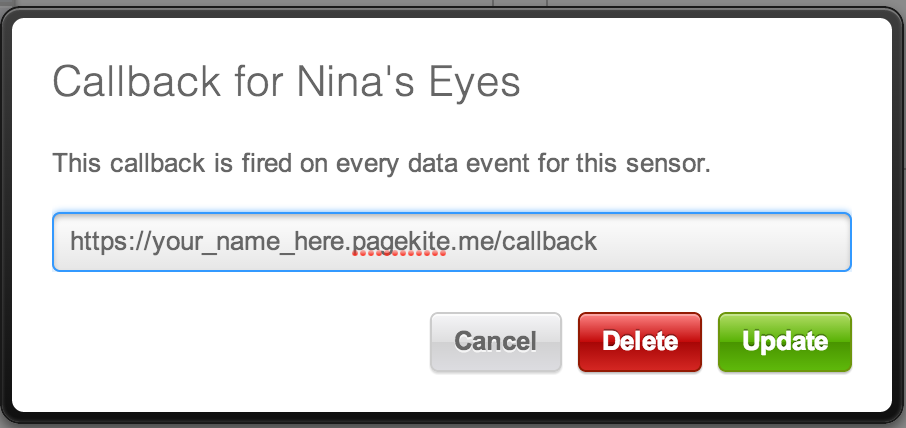 Callback for Nina's Eyes
This callback is fired on every data event for this sensor.
https://your_name_here.pagekite.me/callback
Cancel Delete Update